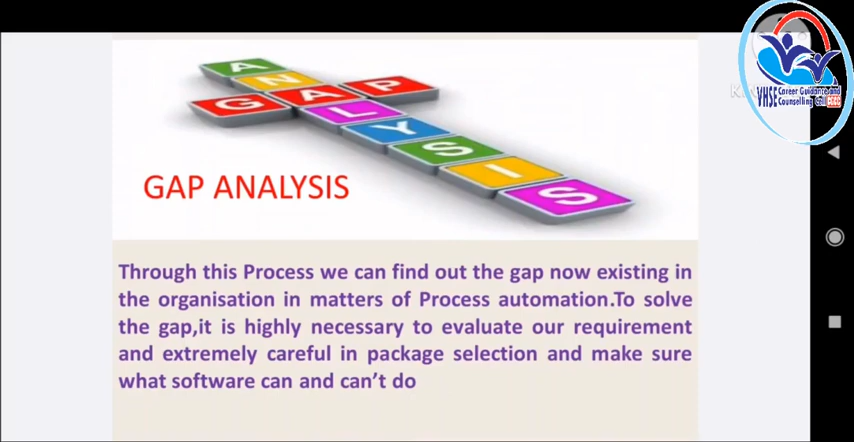 ANALYSIS
GAP
GAP ANALYSIS
Through this Process we can find out the gap now existing in
the organisation in matters of Process automation.To solve
the gap,it is highly necessary to evaluate our requirement
and extremely careful in package selection and make sure
what software can and can't do
VHSE Career Guidance and
Counselling Cell CGCC